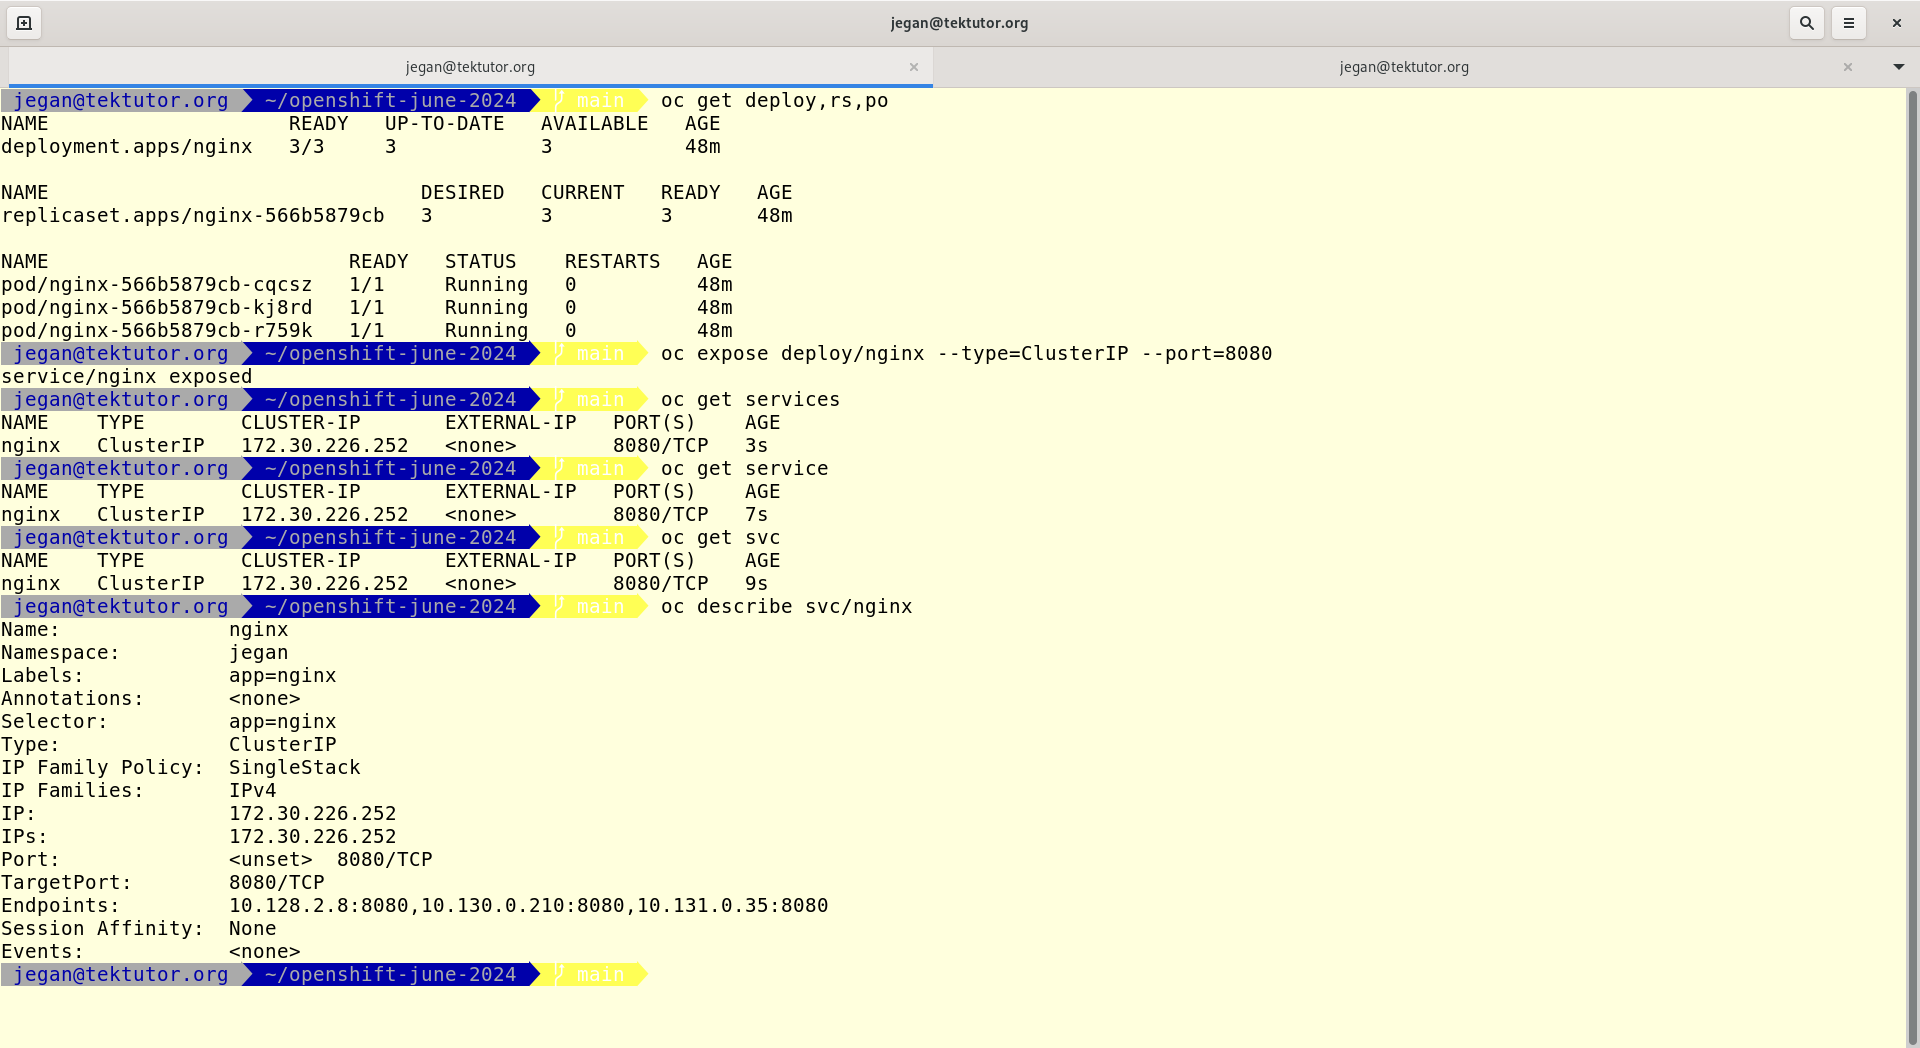 jegan@tektutor.org
jegan@tektutor.org jegan@tektutor.org
jegan@tektutor.org ~/openshift-june-2024 main oc get deploy,rs,po
NAME READY UP-TO-DATE AVAILABLE AGE
deployment.apps/nginx 3/3 3 3 48m
NAME DESIRED CURRENT READY AGE
replicaset.apps/nginx-566b5879cb 3 3 3 48m
NAME READY STATUS RESTARTS AGE
pod/nginx-566b5879cb-cqcsz 1/1 Running 0 48m
pod/nginx-566b5879cb-kj8rd 1/1 Running 0 48m
pod/nginx-566b5879cb-r759k 1/1 Running 0 48m
jegan@tektutor.org ~/openshift-june-2024 main oc expose deploy/nginx --type=ClusterIP --port=8080
service/nginx exposed
jegan@tektutor.org ~/openshift-june-2024 main oc get services
NAME TYPE CLUSTER-IP EXTERNAL-IP PORT(S) AGE
nginx ClusterIP 172.30.226.252 <none> 8080/TCP 3s
jegan@tektutor.org ~/openshift-june-2024 main oc get service
NAME TYPE CLUSTER-IP EXTERNAL-IP PORT(S) AGE
nginx ClusterIP 172.30.226.252 <none> 8080/TCP 7s
jegan@tektutor.org ~/openshift-june-2024 main oc get svc
NAME TYPE CLUSTER-IP EXTERNAL-IP PORT(S) AGE
nginx ClusterIP 172.30.226.252 <none> 8080/TCP 9s
jegan@tektutor.org ~/openshift-june-2024 main oc describe svc/nginx
Name: nginx
Namespace: jegan
Labels: app=nginx
Annotations: <none>
Selector: app=nginx
Type: ClusterIP
IP Family Policy: SingleStack
IP Families: IPv4
IP: 172.30.226.252
IPs: 172.30.226.252
Port: <unset> 8080/TCP
TargetPort: 8080/TCP
Endpoints: 10.128.2.8:8080,10.130.0.210:8080,10.131.0.35:8080
Session Affinity: None
Events: <none>
jegan@tektutor.org ~/openshift-june-2024 main